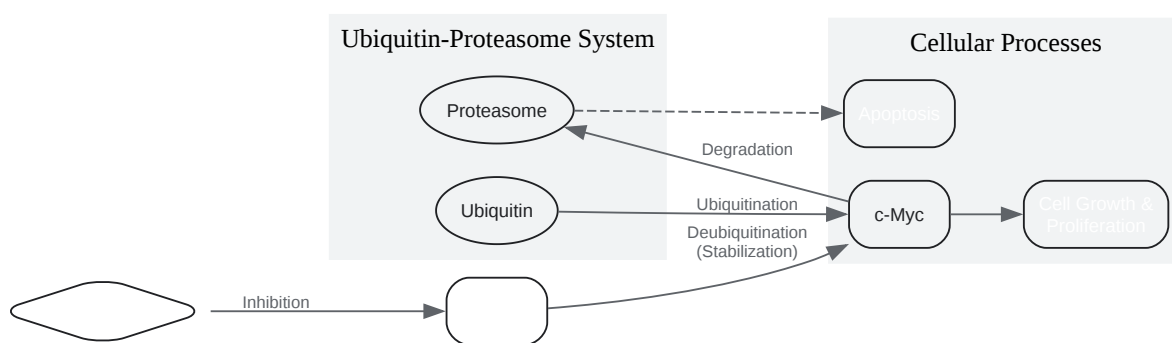 Ubiquitin-Proteasome System
Cellular Processes
Proteasome
Apoptosis
Degradation
Ubiquitin
Ubiquitination
c-Myc
Cell Growth &
Proliferation
Deubiquitination
(Stabilization)
Inhibition